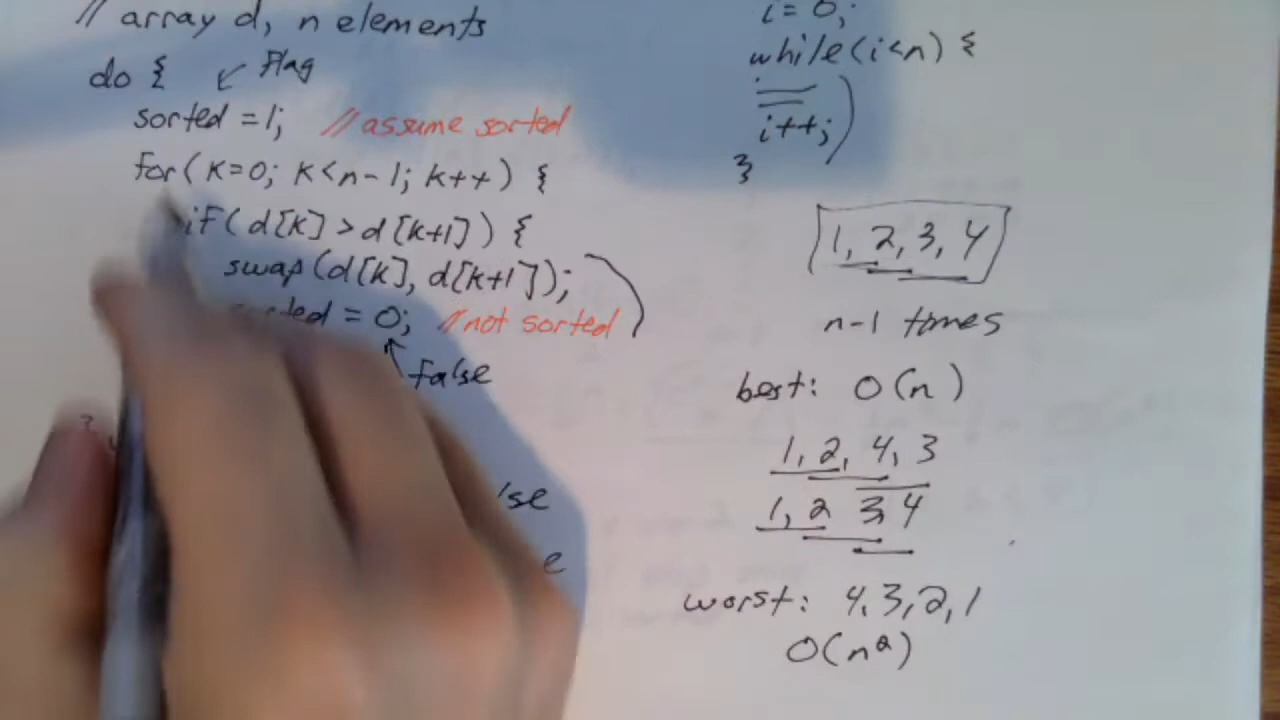 // array d, n elements
do {
Flag
sorted = 1; // assume sorted
for( k=0; k<n-1; k++ ) {
if( d[k] > d[k+1] ) {
swap(d[k], d[k+1]);
= 0; // not sorted
false
i = 0;
while(i<n) {
i++;
}
1, 2, 3, 4
n-1 times
best: O(n)
1, 2, 4, 3
1, 2 3, 4
worst: 4, 3, 2, 1
O(n²)